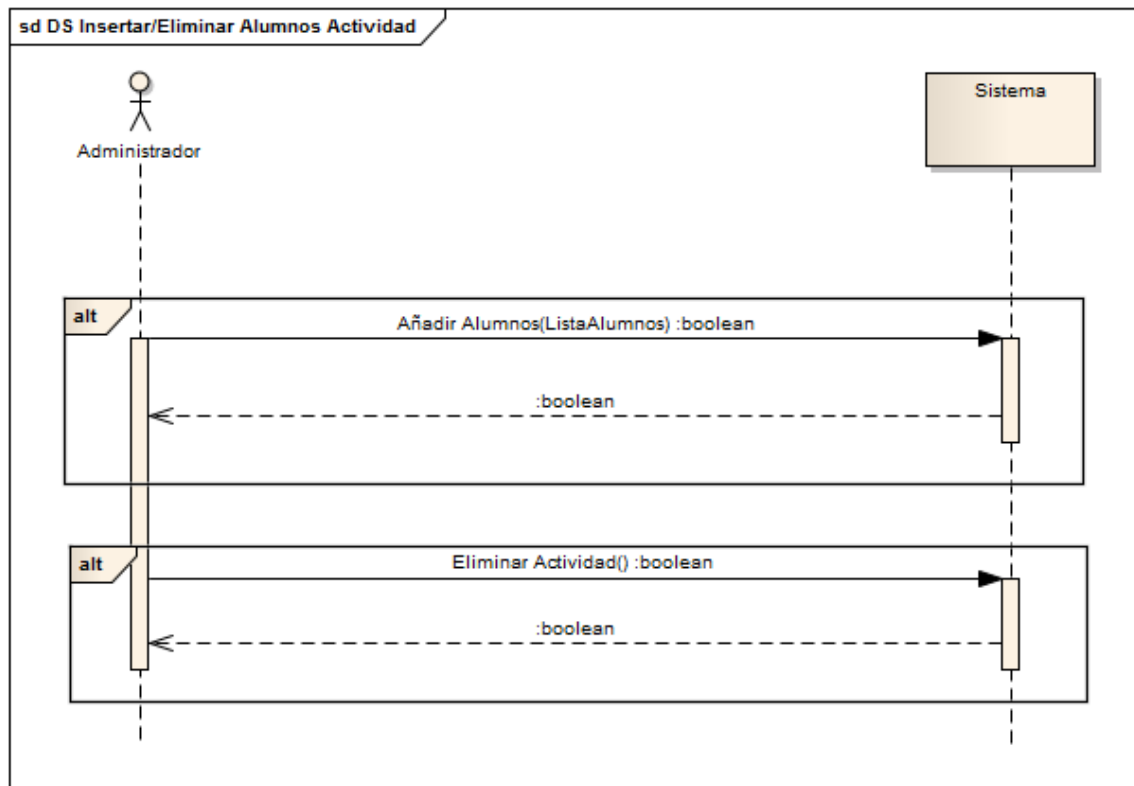 sd DS Insertar/Eliminar Alumnos Actividad
Sistema
Administrador
alt
Añadir Alumnos(ListaAlumnos) :boolean
:boolean
alt
Eliminar Actividad() :boolean
:boolean